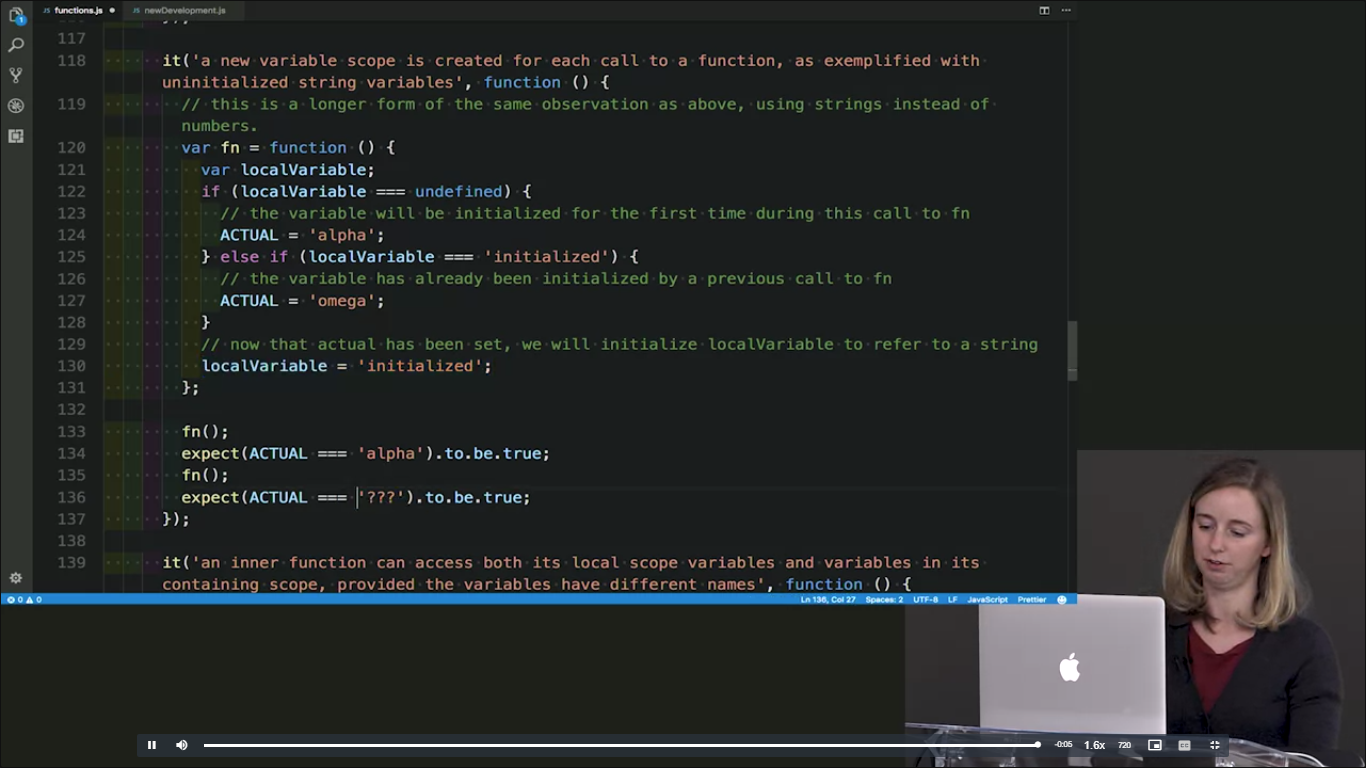 functions.js
newDevelopment.js
117
118 it('a new variable scope is created for each call to a function, as exemplified with
uninitialized string variables', function () {
119 // this is a longer form of the same observation as above, using strings instead of
numbers.
120 var fn = function () {
121 var localVariable;
122 if (localVariable === undefined) {
123 // the variable will be initialized for the first time during this call to fn
124 ACTUAL = 'alpha';
125 } else if (localVariable === 'initialized') {
126 // the variable has already been initialized by a previous call to fn
127 ACTUAL = 'omega';
128 }
129 // now that actual has been set, we will initialize localVariable to refer to a string
130 localVariable = 'initialized';
131 };
132
133 fn();
134 expect(ACTUAL === 'alpha').to.be.true;
135 fn();
136 expect(ACTUAL === '???').to.be.true;
137 });
138
139 it('an inner function can access both its local scope variables and variables in its
containing scope, provided the variables have different names', function () {
0 0 Ln 136, Col 27 Spaces: 2 UTF-8 LF JavaScript Prettier
-0:05 1.6x 720